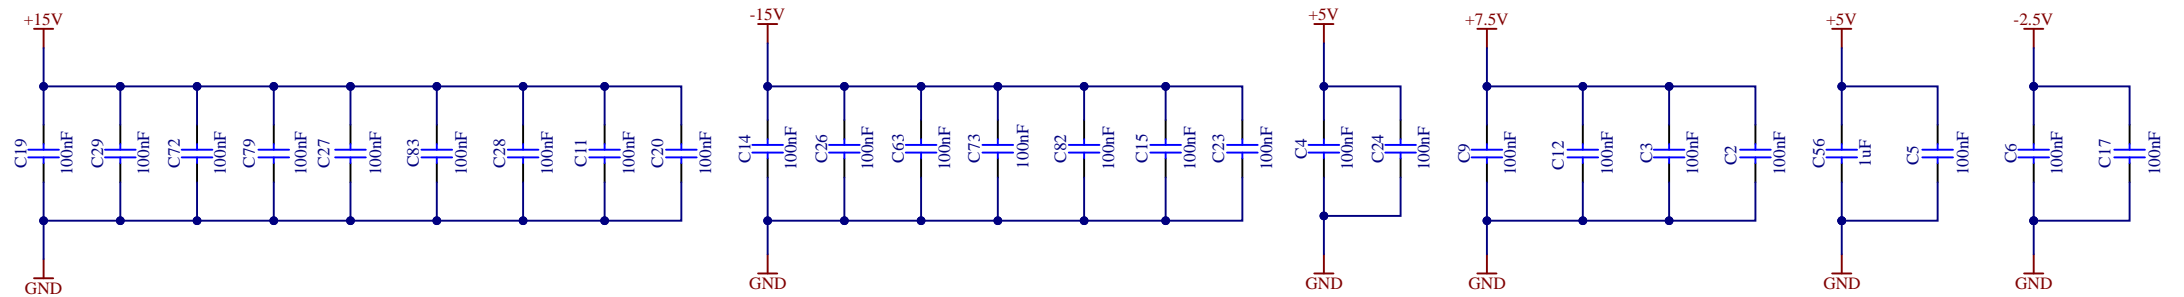 +15V
C19
100nF
C29
100nF
C72
100nF
C79
100nF
C27
100nF
C83
100nF
C28
100nF
C11
100nF
C20
100nF
GND
-15V
C14
100nF
C26
100nF
C63
100nF
C73
100nF
C82
100nF
C15
100nF
C23
100nF
GND
+5V
C4
100nF
C24
100nF
GND
+7.5V
C9
100nF
C12
100nF
C3
100nF
C2
100nF
GND
+5V
C56
1uF
C5
100nF
GND
-2.5V
C6
100nF
C17
100nF
GND